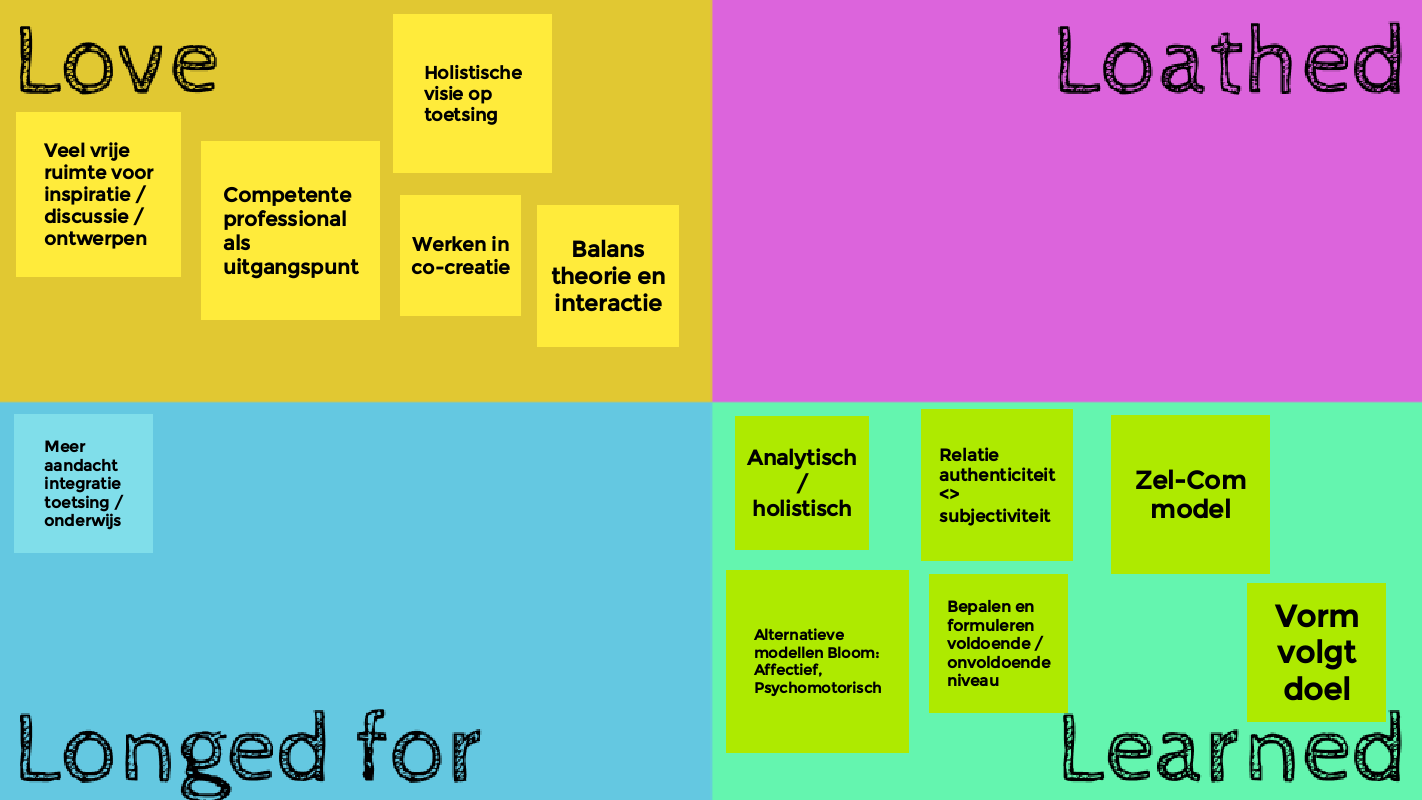 Love
Holistische
visie op
toetsing
Veel vrije
ruimte voor
inspiratie /
discussie /
ontwerpen
Competente
professional
als
uitgangspunt
Werken in
co-creatie
Balans
theorie en
interactie
Loathed
Meer
aandacht
integratie
toetsing /
onderwijs
Longed for
Analytisch
/
holistisch
Relatie
authenticiteit
<>
subjectiviteit
Zel-Com
model
Alternatieve
modellen Bloom:
Affectief,
Psychomotorisch
Bepalen en
formuleren
voldoende /
onvoldoende
niveau
Vorm
volgt
doel
Learned